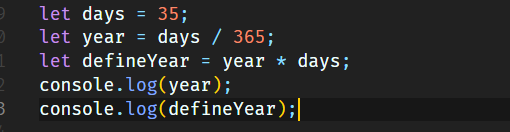 let days = 35;
let year = days / 365;
let defineYear = year * days;
console.log(year);
console.log(defineYear);